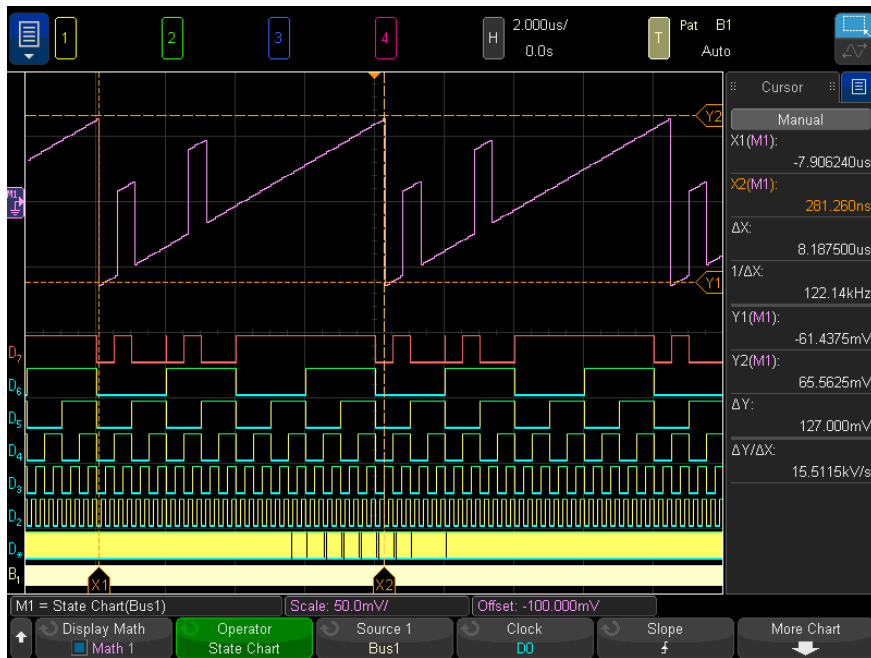 1 2 3 4 H 2.000us/ 0.0s T Pat B1 Auto
Cursor
Manual
X1(M1):
-7.906240us
X2(M1):
281.260ns
ΔX:
8.187500us
1/ΔX:
122.14kHz
Y1(M1):
-61.4375mV
Y2(M1):
65.5625mV
ΔY:
127.000mV
ΔY/ΔX:
15.5115kV/s
Y2
M1
Y1
D7
D6
D5
D4
D3
D2
D*
B1
X1 X2
M1 = State Chart(Bus1) Scale: 50.0mV/ Offset: -100.000mV
Display Math Operator Source 1 Clock Slope More Chart
Math 1 State Chart Bus1 D0